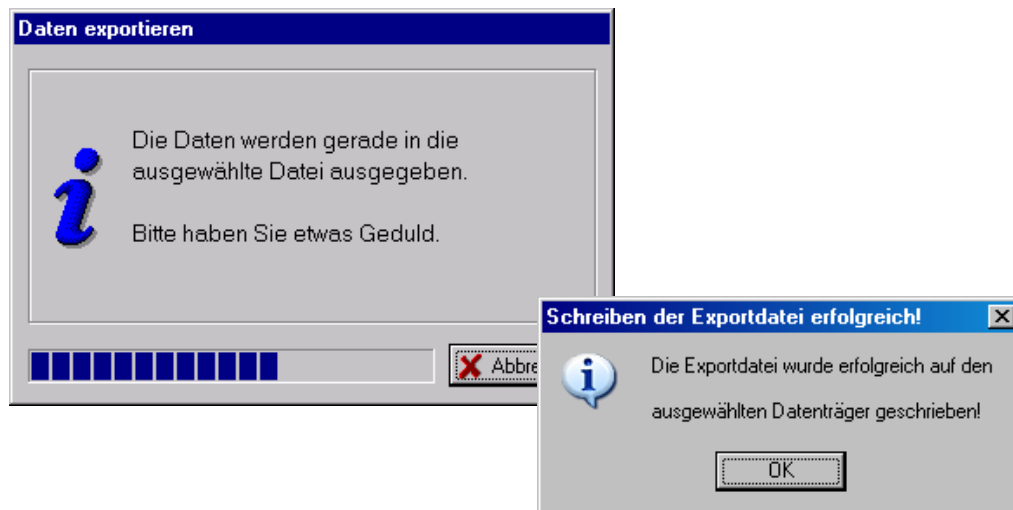 Daten exportieren
Die Daten werden gerade in die
ausgewählte Datei ausgegeben.
Bitte haben Sie etwas Geduld.
Abbre
Schreiben der Exportdatei erfolgreich!
Die Exportdatei wurde erfolgreich auf den
ausgewählten Datenträger geschrieben!
OK